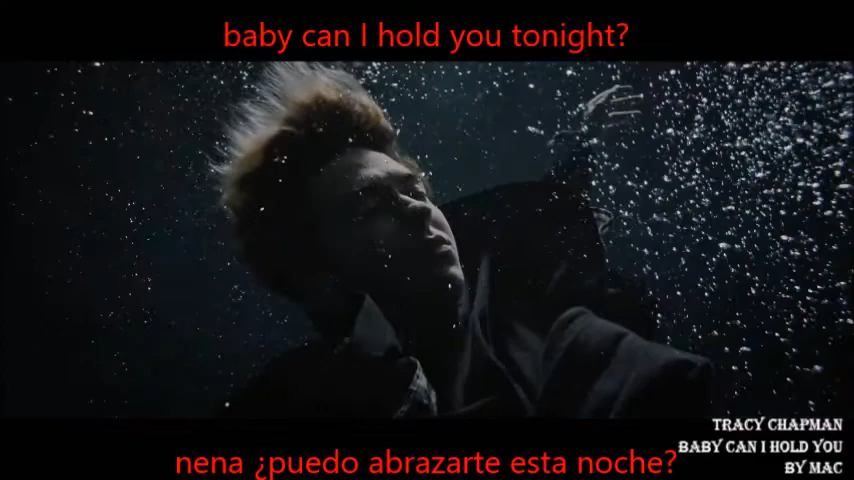 baby can I hold you tonight?
TRACY CHAPMAN
BABY CAN I HOLD YOU
BY MAC
nena ¿puedo abrazarte esta noche?